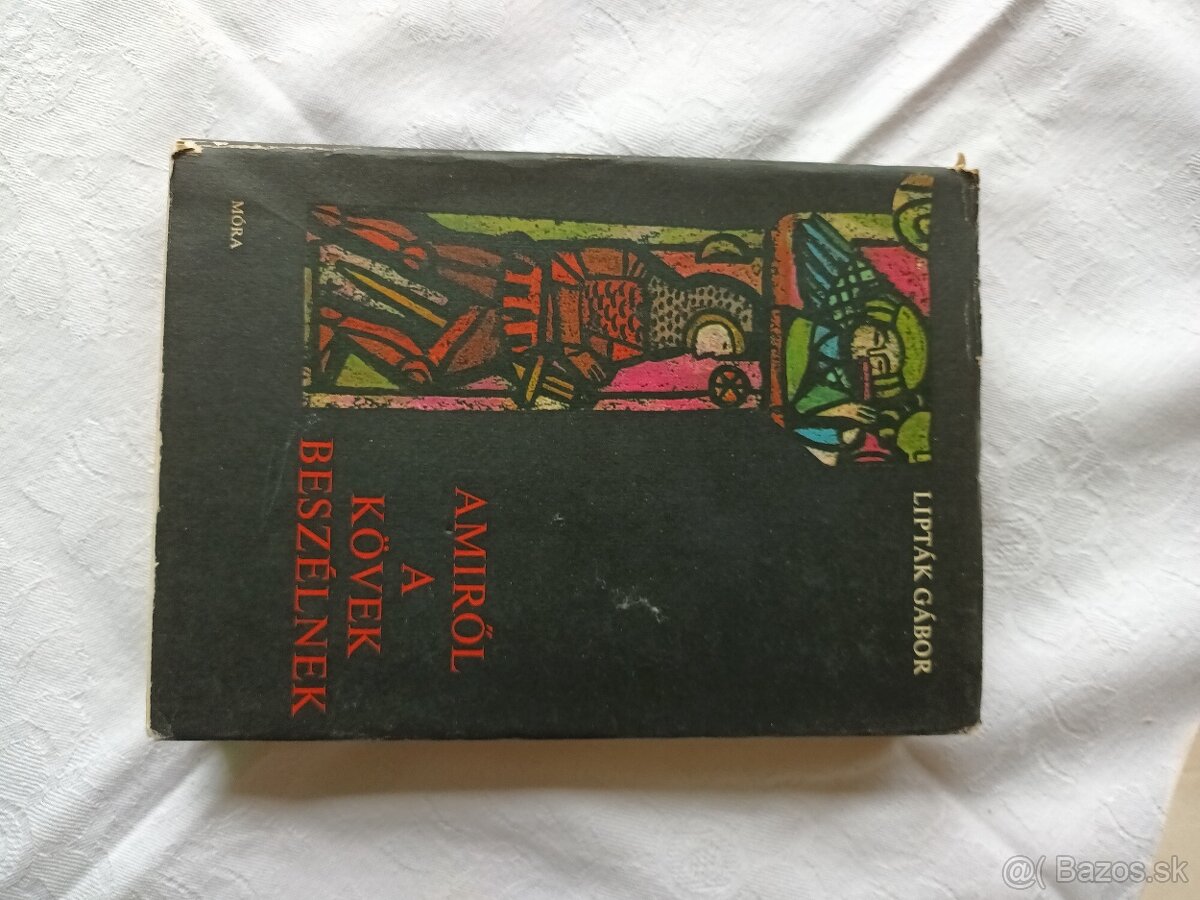 LIPTÁK GÁBOR
AMIRŐL
A
KÖVEK
BESZÉLNEK
MÓRA
@( Bazos.sk